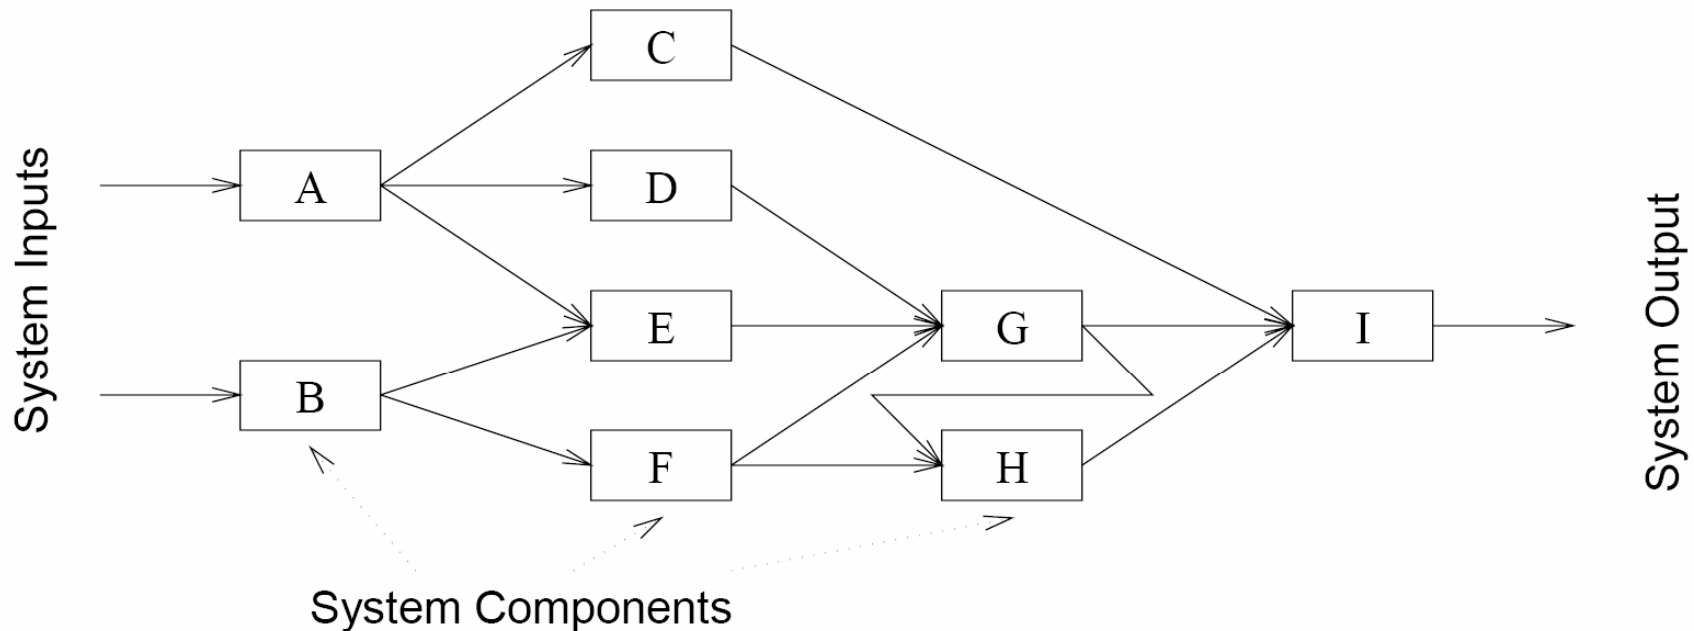 System Inputs
A
B
C
D
E
F
G
H
I
System Output
System Components